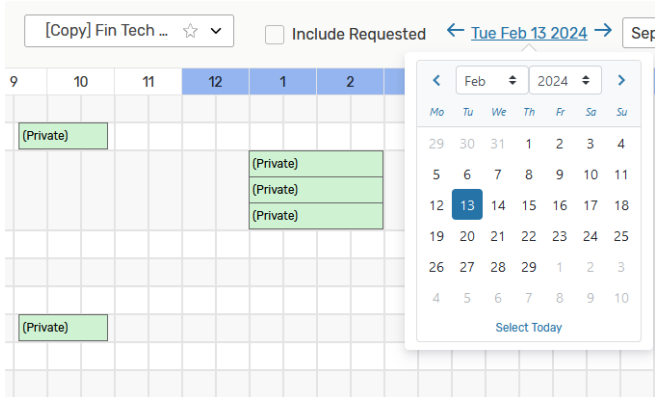 [Copy] Fin Tech ...
Include Requested
Tue Feb 13 2024
Sep
9 10 11 12 1 2
(Private)
(Private)
(Private)
(Private)
(Private)
Feb 2024
Mo Tu We Th Fr Sa Su
29 30 31 1 2 3 4
5 6 7 8 9 10 11
12 13 14 15 16 17 18
19 20 21 22 23 24 25
26 27 28 29 1 2 3
4 5 6 7 8 9 10
Select Today